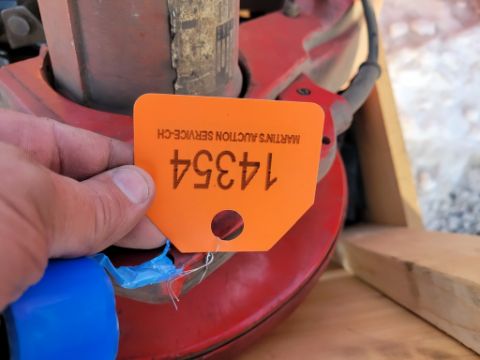 14354
MARTIN'S AUCTION SERVICE-CH